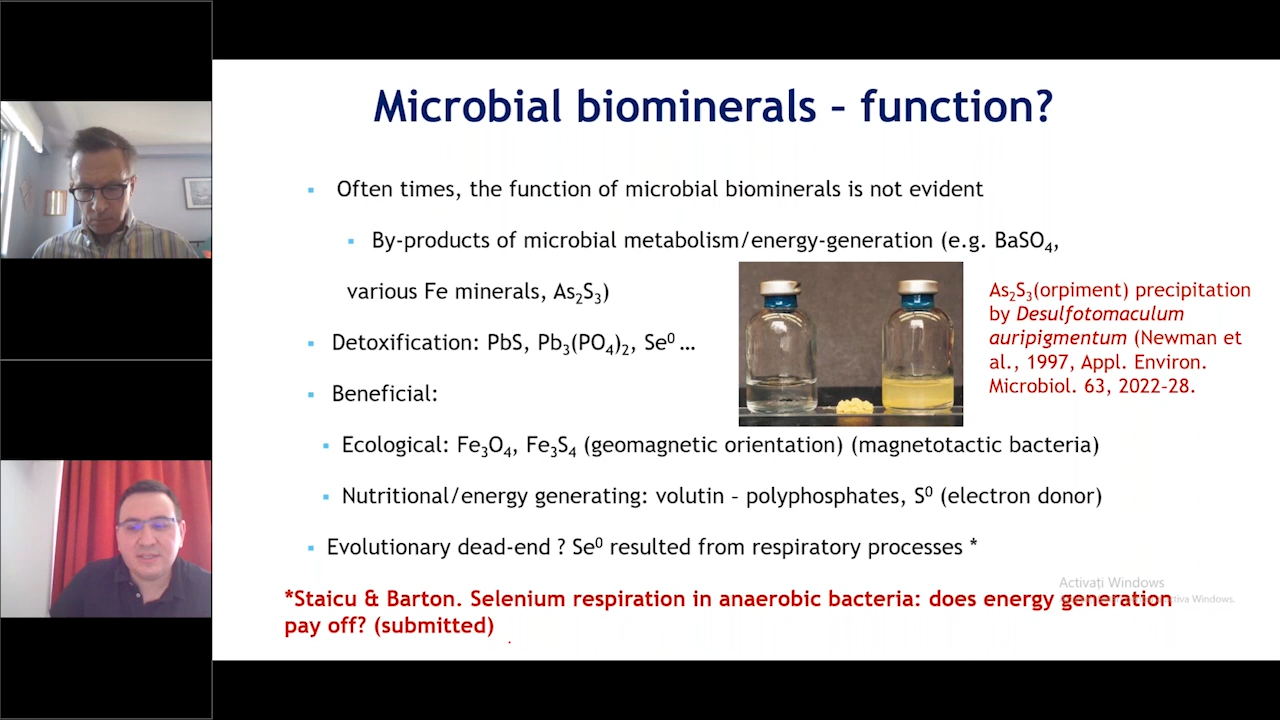 Microbial biominerals – function?
▪ Often times, the function of microbial biominerals is not evident
▪ By-products of microbial metabolism/energy-generation (e.g. BaSO₄,
various Fe minerals, As₂S₃)
As₂S₃(orpiment) precipitation
by Desulfotomaculum
auripigmentum (Newman et
al., 1997, Appl. Environ.
Microbiol. 63, 2022–28.
▪ Detoxification: PbS, Pb₃(PO₄)₂, Se⁰ …
▪ Beneficial:
▪ Ecological: Fe₃O₄, Fe₃S₄ (geomagnetic orientation) (magnetotactic bacteria)
▪ Nutritional/energy generating: volutin – polyphosphates, S⁰ (electron donor)
▪ Evolutionary dead-end ? Se⁰ resulted from respiratory processes *
Activați Windows
*Staicu & Barton. Selenium respiration in anaerobic bacteria: does energy generation
pay off? (submitted)
Windows.